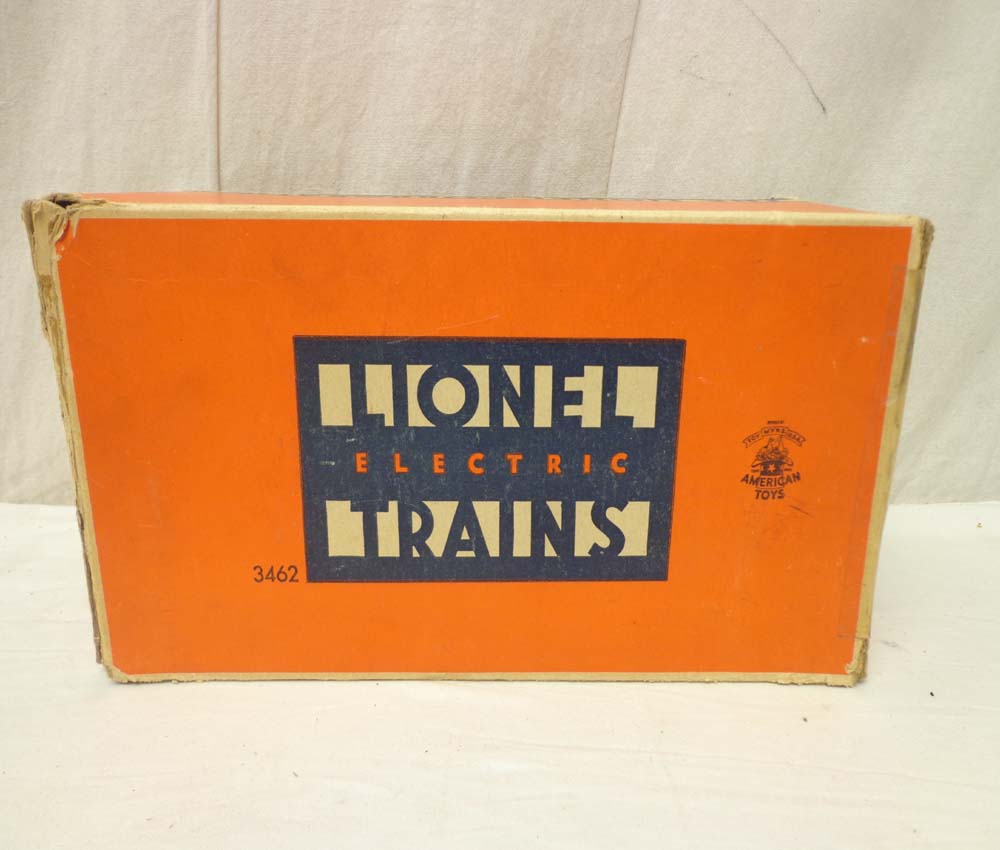 LIONEL
ELECTRIC
TRAINS
3462
AMERICAN
TOYS